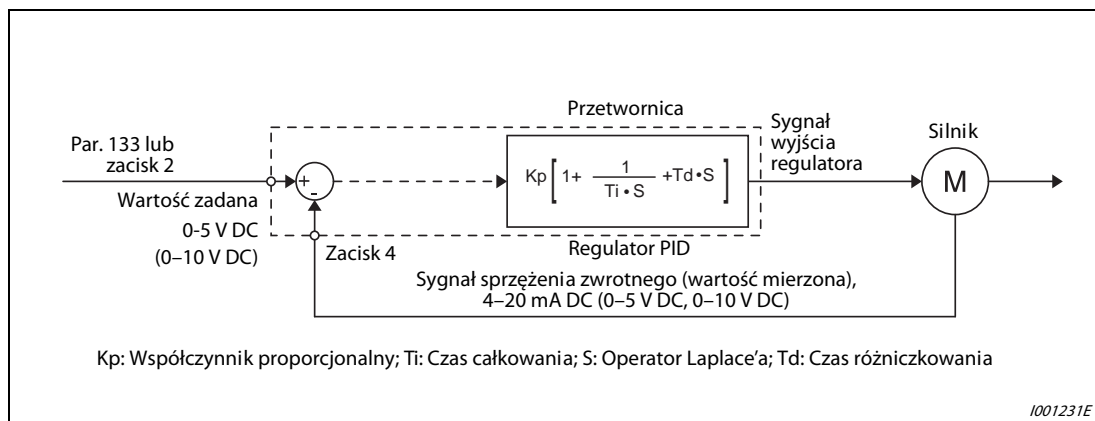 Przetwornica
Par. 133 lub
zacisk 2
Sygnał
wyjścia
regulatora
Silnik
+
-
Kp [ 1+ 1 / Ti • S +Td•S ]
M
Wartość zadana
0-5 V DC
(0–10 V DC)
Zacisk 4
Regulator PID
Sygnał sprzężenia zwrotnego (wartość mierzona),
4–20 mA DC (0–5 V DC, 0–10 V DC)
Kp: Współczynnik proporcjonalny; Ti: Czas całkowania; S: Operator Laplace'a; Td: Czas różniczkowania
I001231E